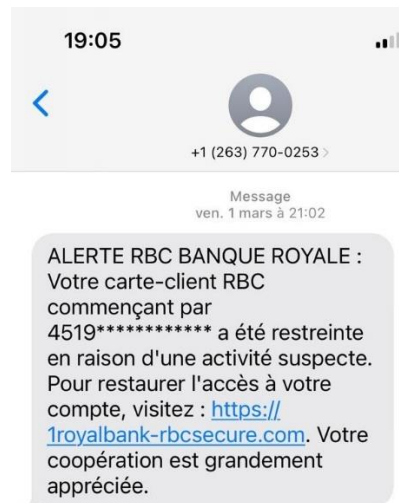 19:05
+1 (263) 770-0253 >
Message
ven. 1 mars à 21:02
ALERTE RBC BANQUE ROYALE :
Votre carte-client RBC
commençant par
4519************ a été restreinte
en raison d'une activité suspecte.
Pour restaurer l'accès à votre
compte, visitez : https://
1royalbank-rbcsecure.com. Votre
coopération est grandement
appréciée.